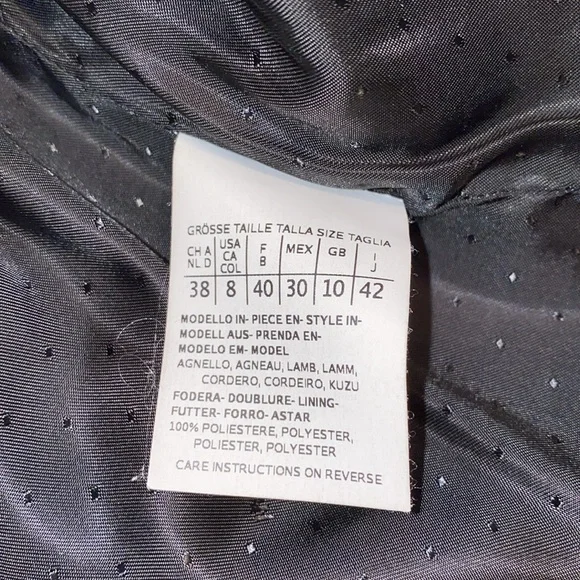 GRÖSSE TAILLE TALLA SIZE TAGLIA
CH A NL D USA CA COL F B MEX GB I J
38 8 40 30 10 42
MODELLO IN- PIECE EN- STYLE IN-
MODELL AUS- PRENDA EN-
MODELO EM- MODEL
AGNELLO, AGNEAU, LAMB, LAMM,
CORDERO, CORDEIRO, KUZU
FODERA- DOUBLURE- LINING-
FUTTER- FORRO-ASTAR
100% POLIESTERE, POLYESTER,
POLIESTER, POLYESTER
CARE INSTRUCTIONS ON REVERSE